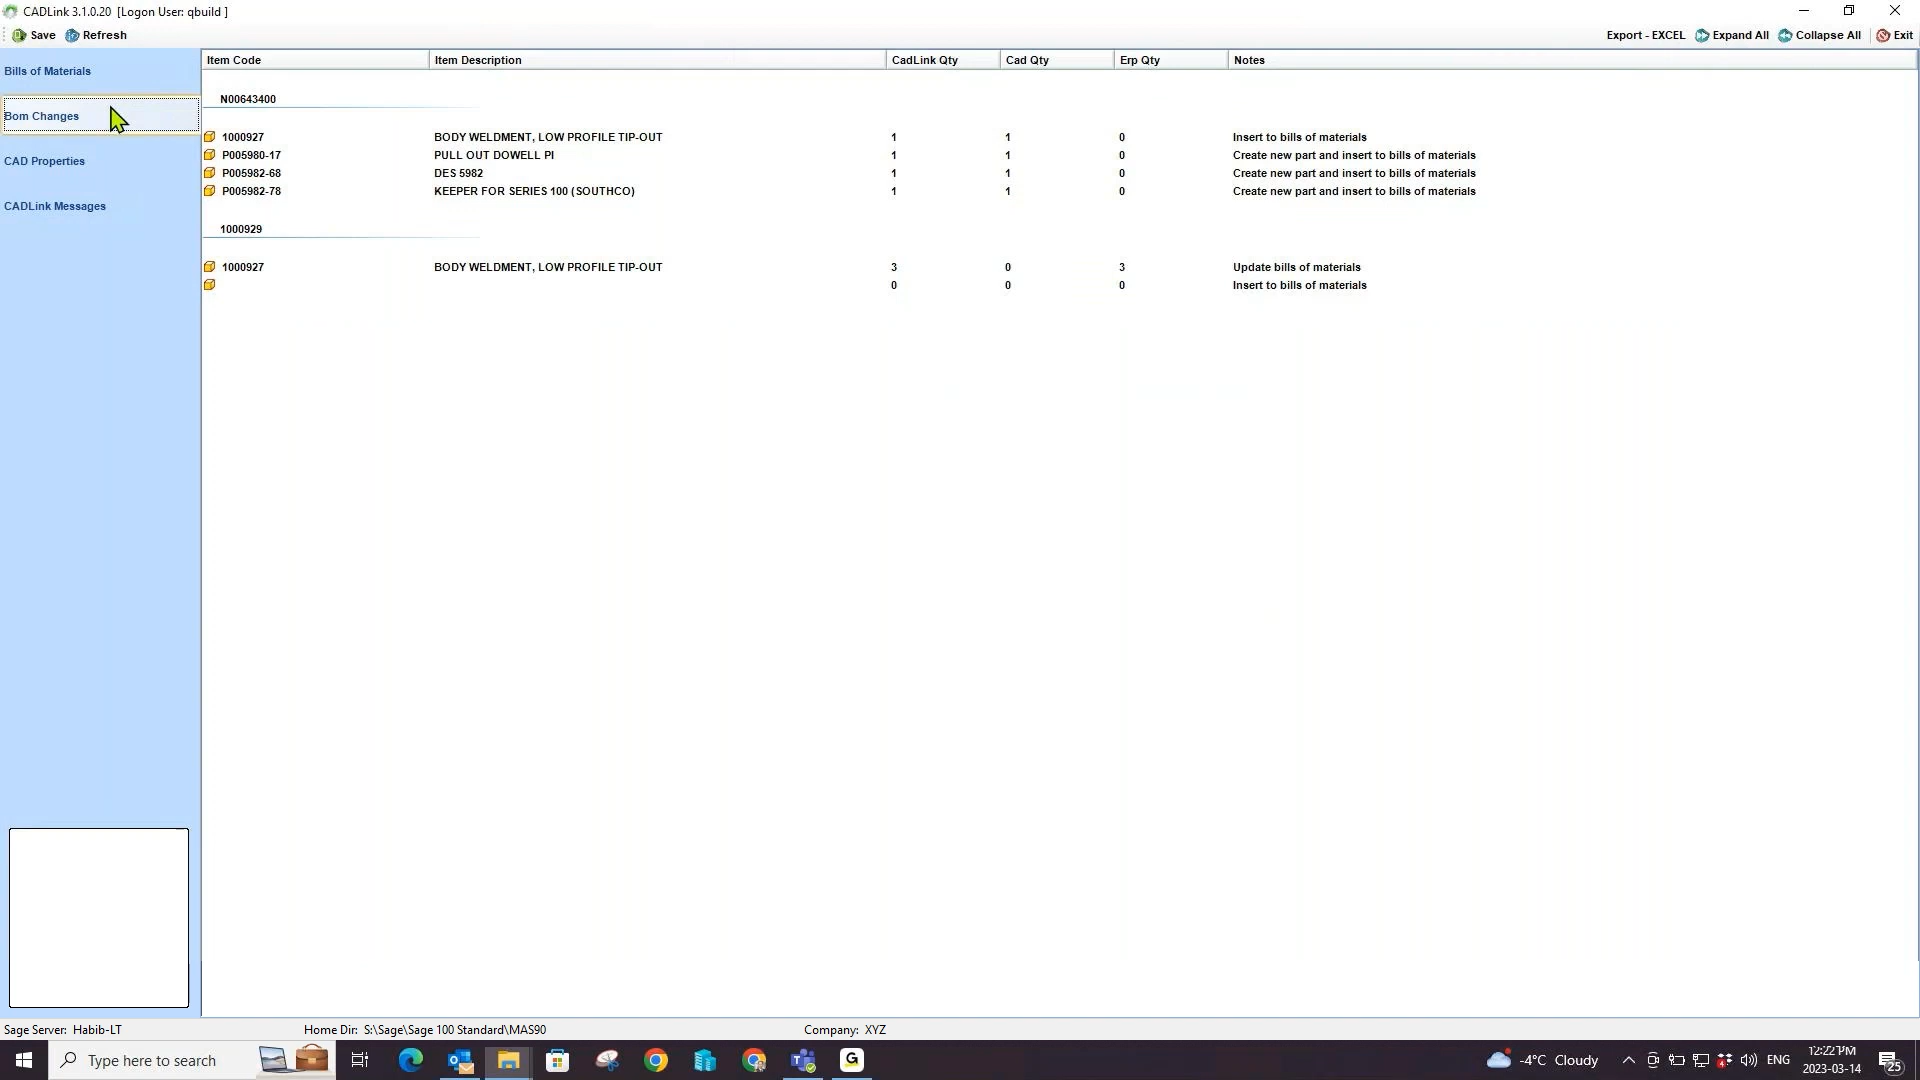 CADLink 3.1.0.20 [Logon User: qbuild ]
Save Refresh Export - EXCEL Expand All Collapse All Exit
Bills of Materials
Bom Changes
CAD Properties
CADLink Messages
Item Code Item Description CadLink Qty Cad Qty Erp Qty Notes
N00643400
1000927 BODY WELDMENT, LOW PROFILE TIP-OUT 1 1 0 Insert to bills of materials
P005980-17 PULL OUT DOWELL PI 1 1 0 Create new part and insert to bills of materials
P005982-68 DES 5982 1 1 0 Create new part and insert to bills of materials
P005982-78 KEEPER FOR SERIES 100 (SOUTHCO) 1 1 0 Create new part and insert to bills of materials
1000929
1000927 BODY WELDMENT, LOW PROFILE TIP-OUT 3 0 3 Update bills of materials
0 0 0 Insert to bills of materials
Sage Server: Habib-LT Home Dir: S:\Sage\Sage 100 Standard\MAS90 Company: XYZ
Type here to search -4°C Cloudy ENG 12:22 PM
2023-03-14 25